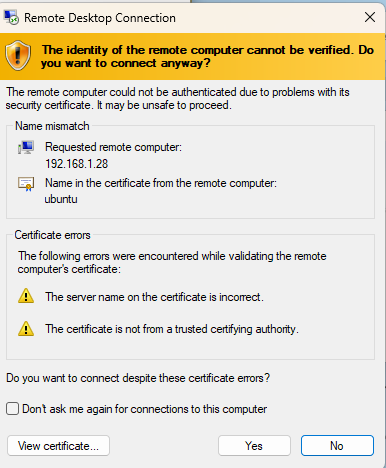 Remote Desktop Connection
The identity of the remote computer cannot be verified. Do
you want to connect anyway?
The remote computer could not be authenticated due to problems with its
security certificate. It may be unsafe to proceed.
Name mismatch
Requested remote computer:
192.168.1.28
Name in the certificate from the remote computer:
ubuntu
Certificate errors
The following errors were encountered while validating the remote
computer's certificate:
The server name on the certificate is incorrect.
The certificate is not from a trusted certifying authority.
Do you want to connect despite these certificate errors?
Don't ask me again for connections to this computer
View certificate...
Yes
No